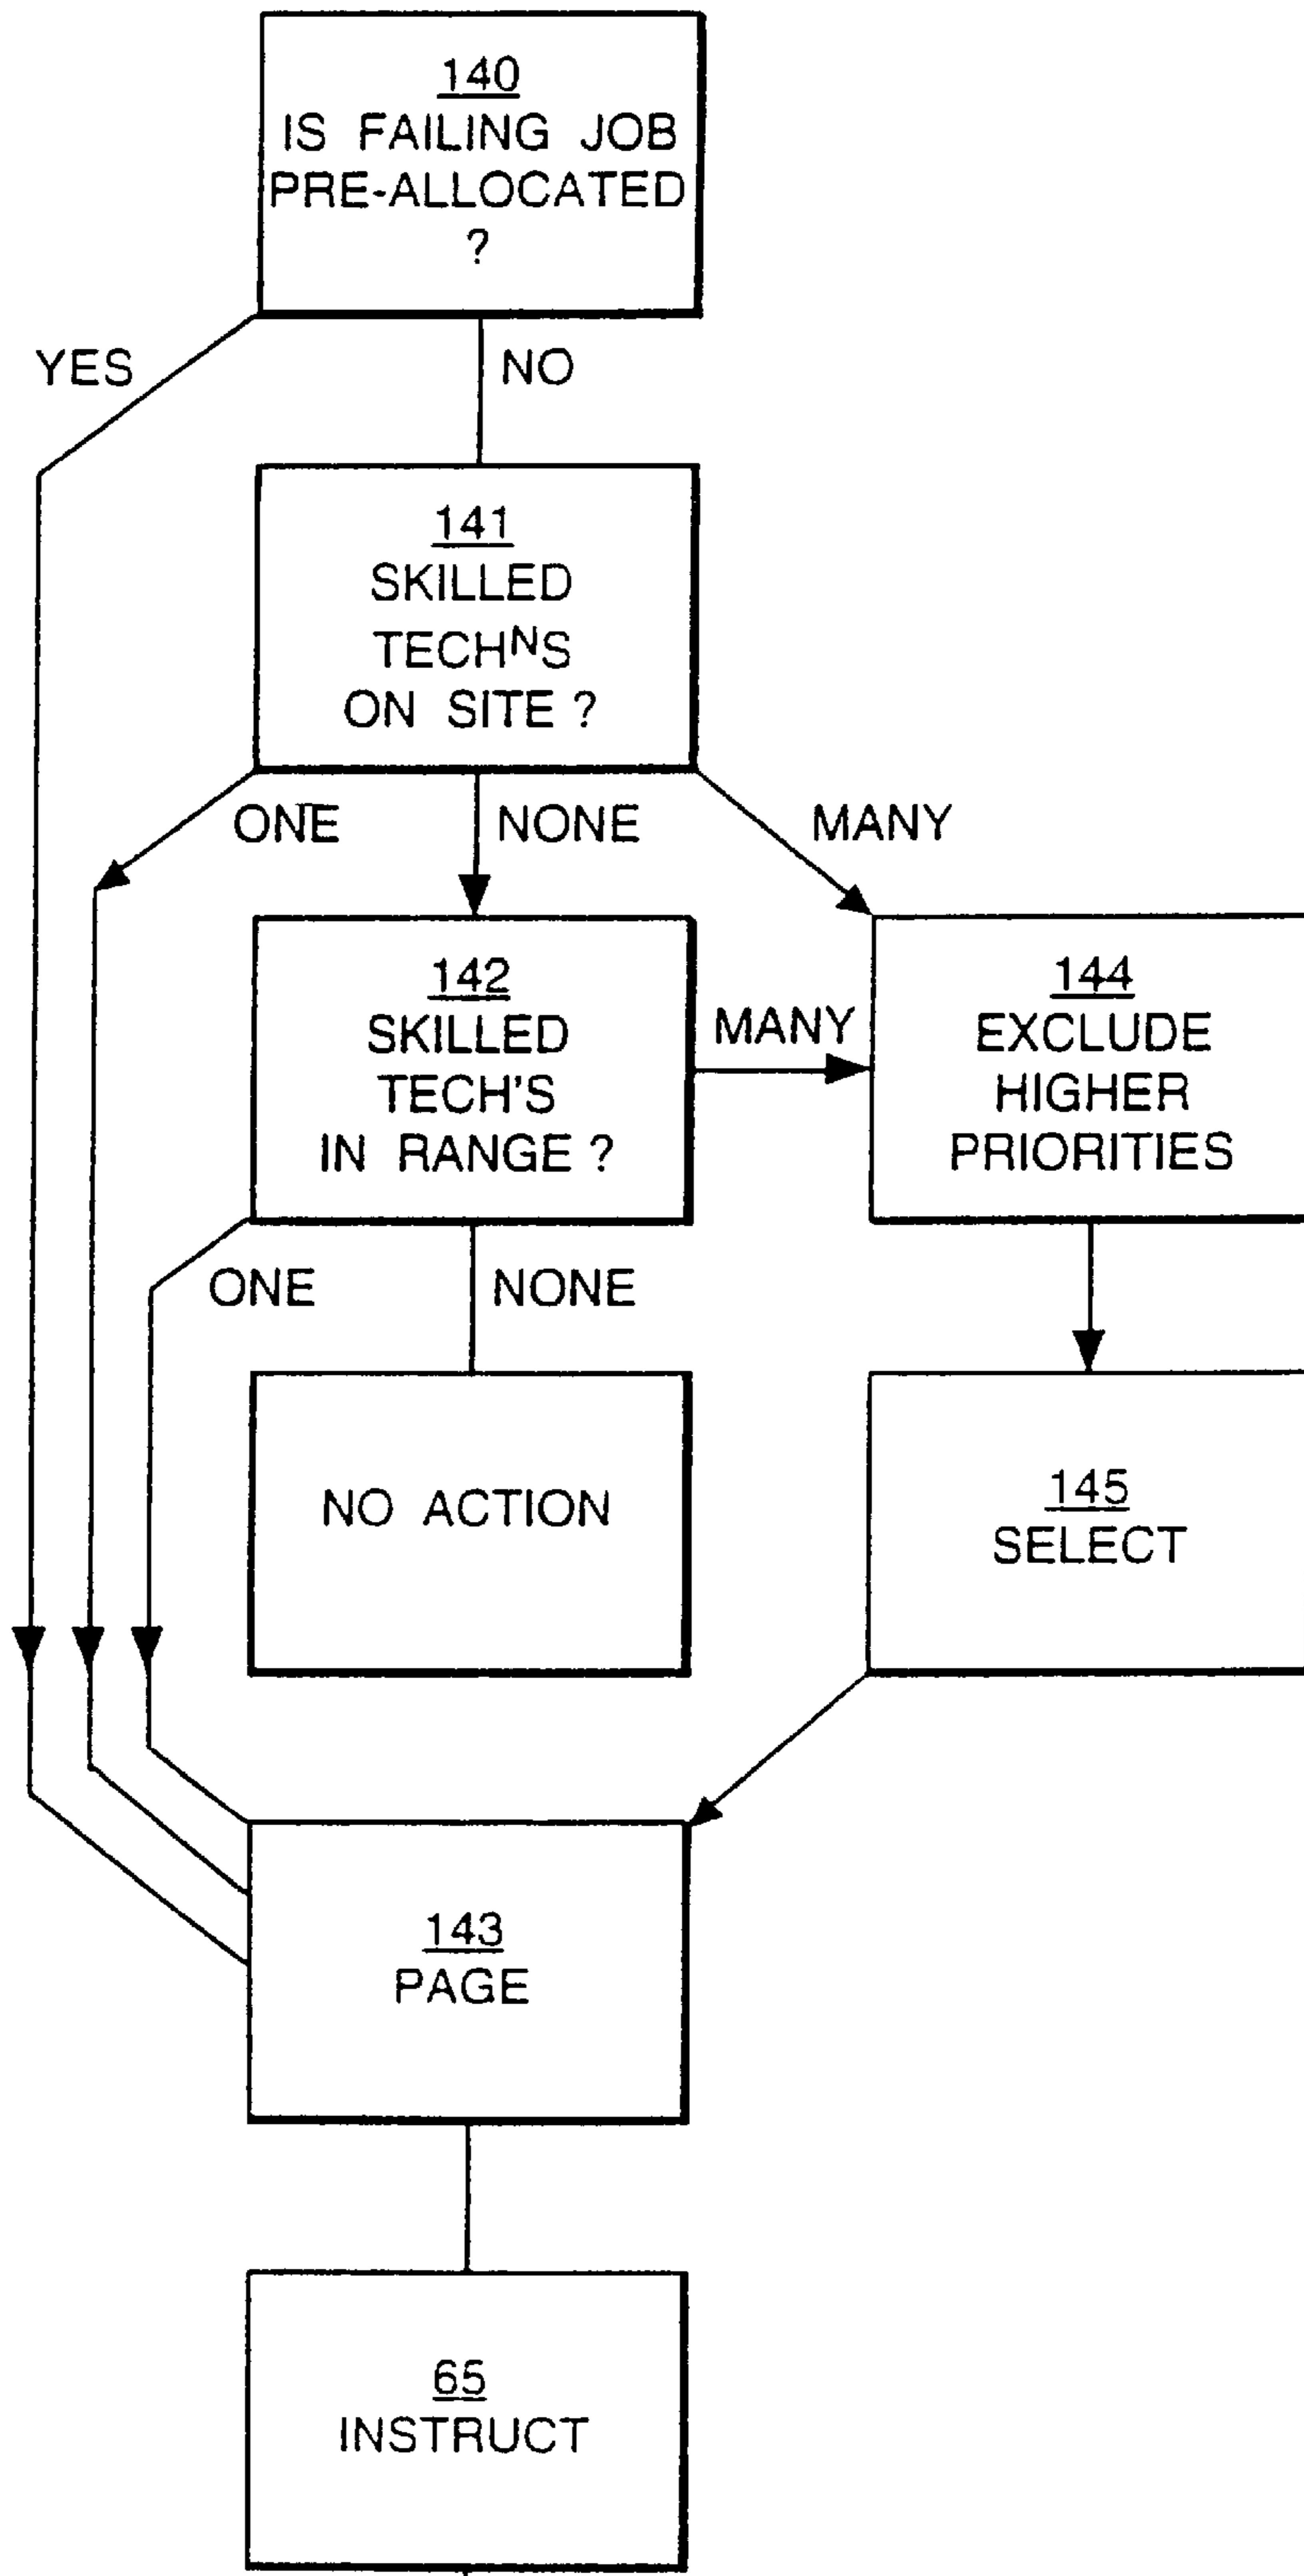 140
IS FAILING JOB
PRE-ALLOCATED
?
YES
NO
141
SKILLED
TECHᴺS
ON SITE ?
ONE
NONE
MANY
142
SKILLED
TECH'S
IN RANGE ?
MANY
144
EXCLUDE
HIGHER
PRIORITIES
ONE
NONE
NO ACTION
145
SELECT
143
PAGE
65
INSTRUCT